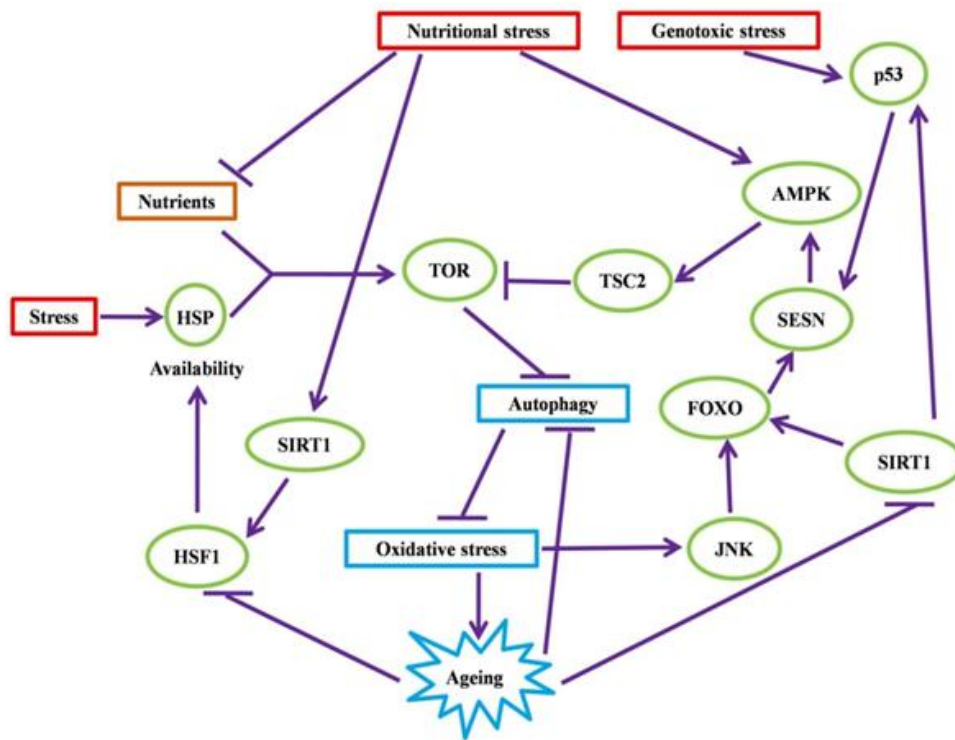 Nutritional stress
Genotoxic stress
p53
AMPK
Nutrients
TOR
TSC2
Stress
HSP
SESN
Availability
Autophagy
FOXO
SIRT1
SIRT1
Oxidative stress
JNK
HSF1
Ageing